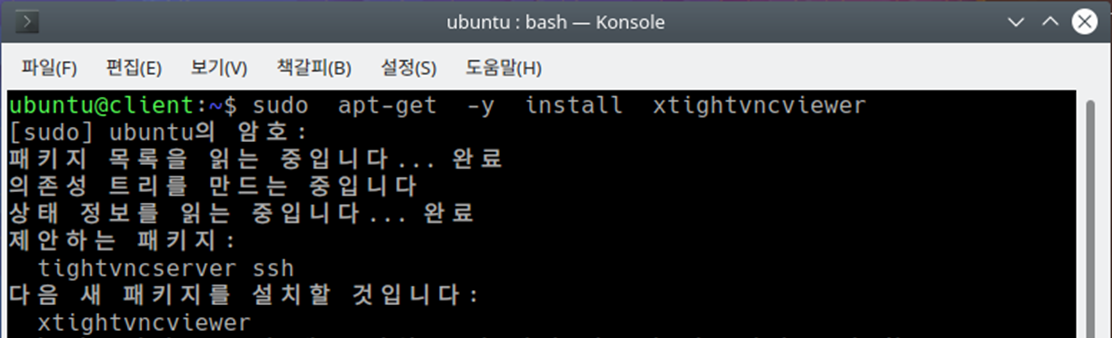 ubuntu : bash — Konsole
파일(F) 편집(E) 보기(V) 책갈피(B) 설정(S) 도움말(H)
ubuntu@client:~$ sudo apt-get -y install xtightvncviewer
[sudo] ubuntu의 암호:
패키지 목록을 읽는 중입니다... 완료
의존성 트리를 만드는 중입니다
상태 정보를 읽는 중입니다... 완료
제안하는 패키지:
tightvncserver ssh
다음 새 패키지를 설치할 것입니다:
xtightvncviewer